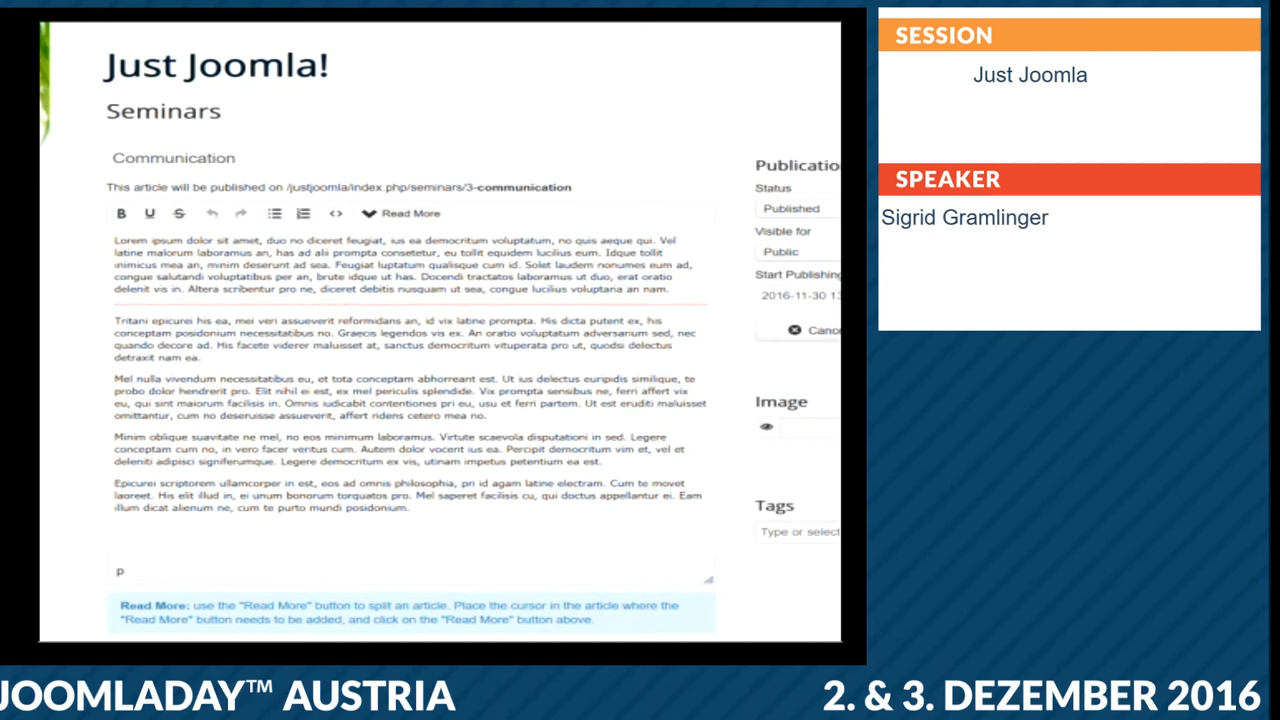 Just Joomla!
Seminars
Communication
This article will be published on /justjoomla/index.php/seminars/3-communication
B U S Read More
Lorem ipsum dolor sit amet, duo no diceret feugiat, ius ea democritum voluptatum, no quis aeque qui. Vel
latine malorum laboramus an, has ad alii prompta consetetur, eu tollit equidem lucilius eum. Idque tollit
inimicus mea an, minim deserunt ad sea. Feugiat luptatum qualisque cum id. Solet laudem nonumes eum ad,
congue salutandi voluptatibus per an, brute idque ut has. Docendi tractatos laboramus ut duo, erat oratio
delenit vis in. Altera scribentur pro ne, diceret debitis nusquam ut sea, congue lucilius voluptaria an nam.
Tritani epicurei his ea, mei veri assueverit reformidans an, id vix latine prompta. His dicta putent ex, his
conceptam posidonium necessitatibus no. Graecis legendos vis ex. An oratio voluptatum adversarium sed, nec
quando decore ad. His facete viderer maluisset at, sanctus democritum vituperata pro ut, quodsi delectus
detraxit nam ea.
Mel nulla vivendum necessitatibus eu, et tota conceptam abhorreant est. Ut ius delectus euripidis similique, te
probo dolor hendrerit pro. Elit nihil ei est, ex mel periculis splendide. Vix prompta sensibus ne, ferri affert vix
eu, qui sint maiorum facilisis in. Omnis iudicabit contentiones pri eu, usu et ferri partem. Ut est eruditi maluisset
omittantur, cum no deseruisse assueverit, affert ridens cetero mea no.
Minim oblique suavitate ne mel, no eos minimum laboramus. Virtute scaevola disputationi in sed. Legere
conceptam cum no, in vero facer veritus cum. Autem dolor vocent ius ea. Percipit democritum vim et, vel et
deleniti adipisci signiferumque. Legere democritum ex vis, utinam impetus petentium ea est.
Epicurei scriptorem ullamcorper in est, eos ad omnis philosophia, pri id agam latine electram. Cum te movet
laoreet. His elit illud in, ei unum bonorum torquatos pro. Mel saperet facilisis cu, qui doctus appellantur ei. Eam
illum dicat alienum ne, cum te purto mundi posidonium.
p
Read More: use the "Read More" button to split an article. Place the cursor in the article where the
"Read More" button needs to be added, and click on the "Read More" button above.
Publicatio
Status
Published
Visible for
Public
Start Publishing
2016-11-30 13
Canc
Image
Tags
Type or select
SESSION
Just Joomla
SPEAKER
Sigrid Gramlinger
JOOMLADAY™ AUSTRIA
2. & 3. DEZEMBER 2016